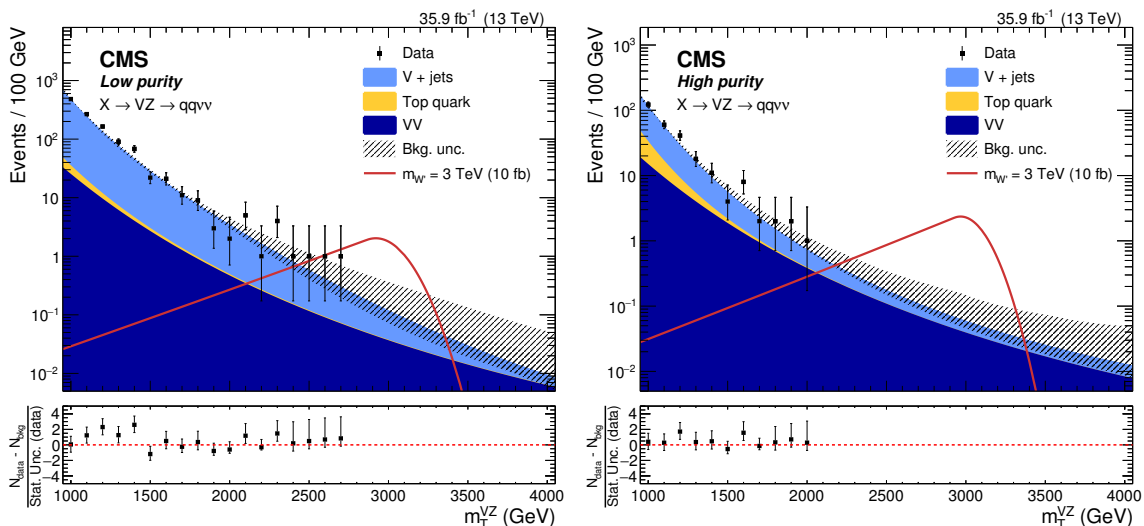 35.9 fb⁻¹ (13 TeV)
Events / 100 GeV
10³
10²
10
1
10⁻¹
10⁻²
CMS
Low purity
X → VZ → qqνν
Data
V + jets
Top quark
VV
Bkg. unc.
m_W' = 3 TeV (10 fb)
N_data - N_bkg
Stat. Unc. (data)
4
2
0
−2
−4
1000 1500 2000 2500 3000 3500 4000
m_T^VZ (GeV)
35.9 fb⁻¹ (13 TeV)
Events / 100 GeV
10³
10²
10
1
10⁻¹
10⁻²
CMS
High purity
X → VZ → qqνν
Data
V + jets
Top quark
VV
Bkg. unc.
m_W' = 3 TeV (10 fb)
N_data - N_bkg
Stat. Unc. (data)
4
2
0
−2
−4
1000 1500 2000 2500 3000 3500 4000
m_T^VZ (GeV)